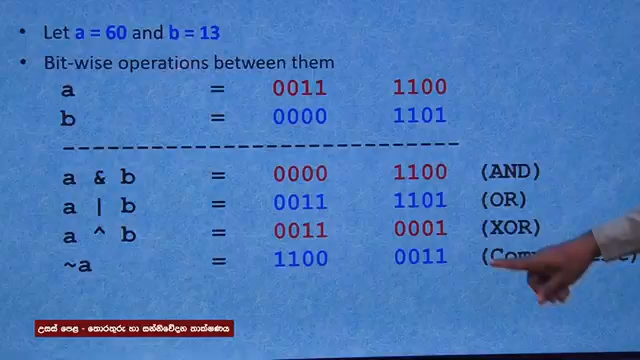 • Let a = 60 and b = 13
• Bit-wise operations between them
a = 0011 1100
b = 0000 1101
-----------------------------
a & b = 0000 1100 (AND)
a | b = 0011 1101 (OR)
a ^ b = 0011 0001 (XOR)
~a = 1100 0011
උසස් පෙළ - තොරතුරු හා සන්නිවේදන තාක්ෂණය